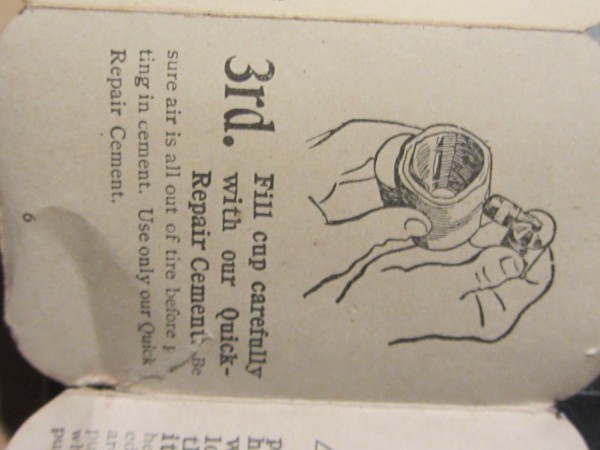 3rd. Fill cup carefully
with our Quick-
Repair Cement. Be
sure air is all out of tire before
ting in cement. Use only our Quick
Repair Cement.
6